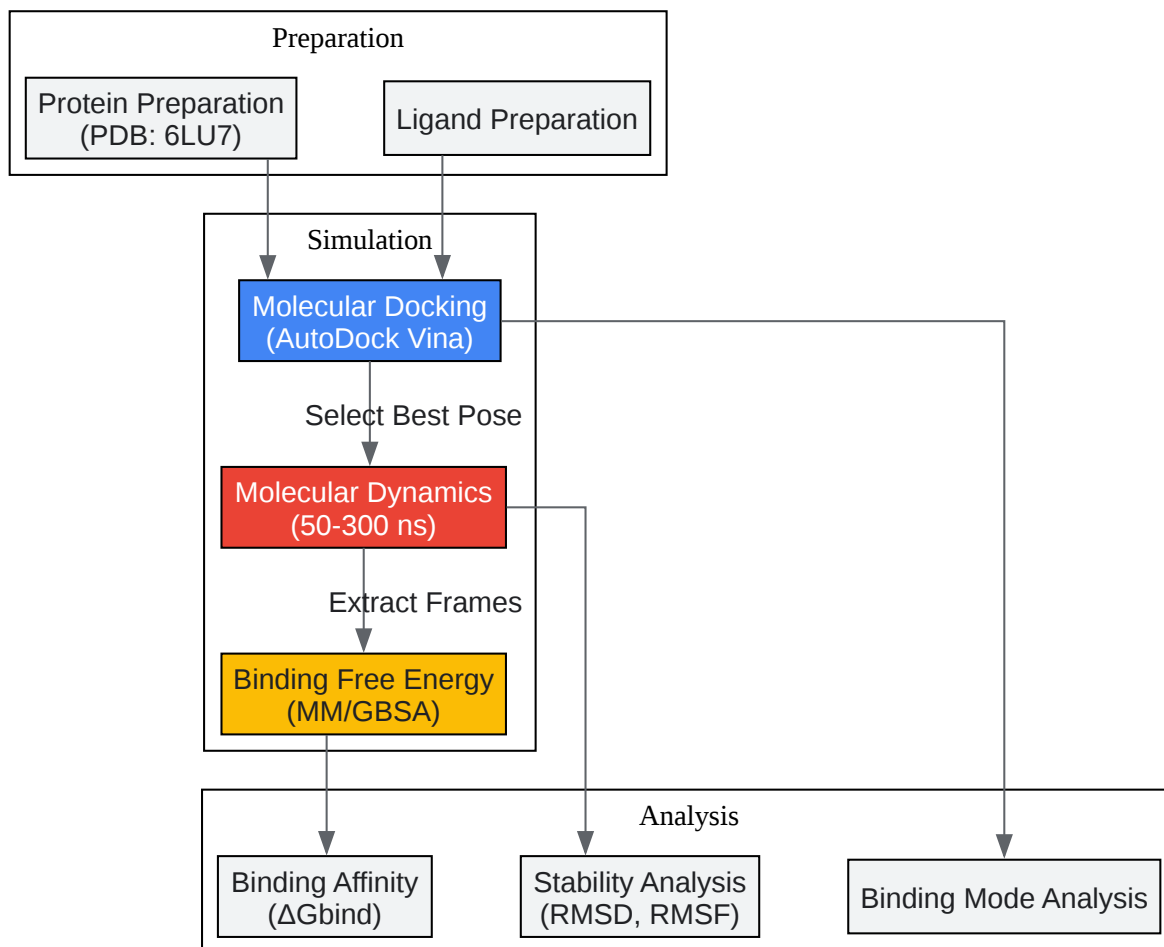 Preparation
Protein Preparation
(PDB: 6LU7)
Ligand Preparation
Simulation
Molecular Docking
(AutoDock Vina)
Select Best Pose
Molecular Dynamics
(50-300 ns)
Extract Frames
Binding Free Energy
(MM/GBSA)
Analysis
Binding Affinity
(ΔGbind)
Stability Analysis
(RMSD, RMSF)
Binding Mode Analysis